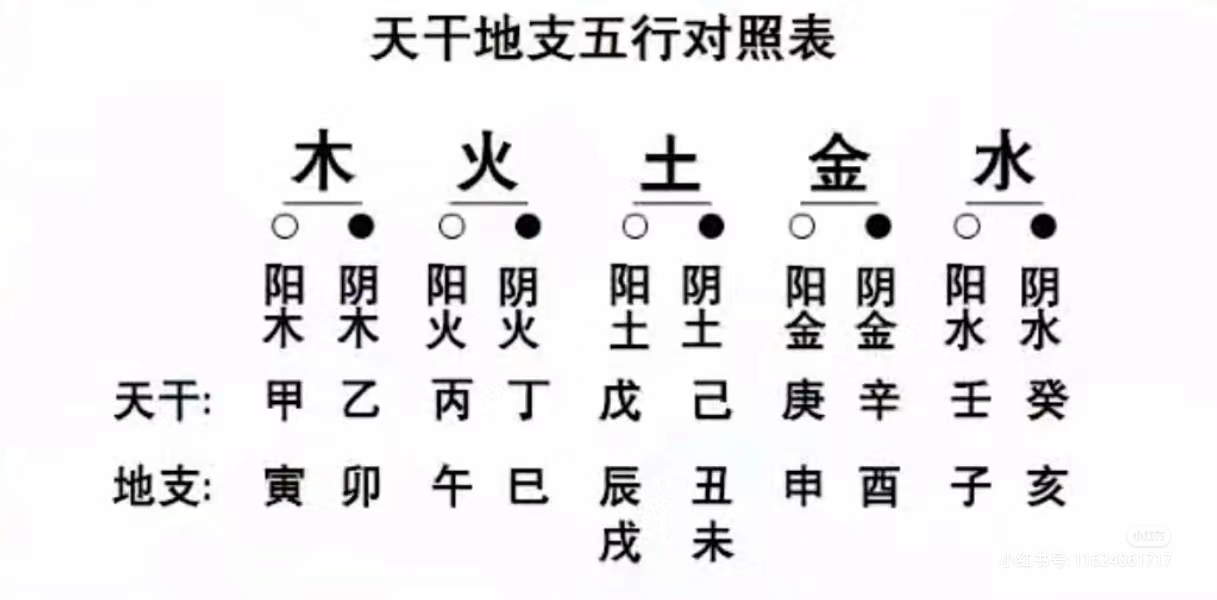 天干地支五行对照表
木 火 土 金 水
阳木 阴木 阳火 阴火 阳土 阴土 阳金 阴金 阳水 阴水
天干: 甲 乙 丙 丁 戊 己 庚 辛 壬 癸
地支: 寅 卯 午 巳 辰 丑 申 酉 子 亥
戌 未
小红书
小红书号: 11624061717